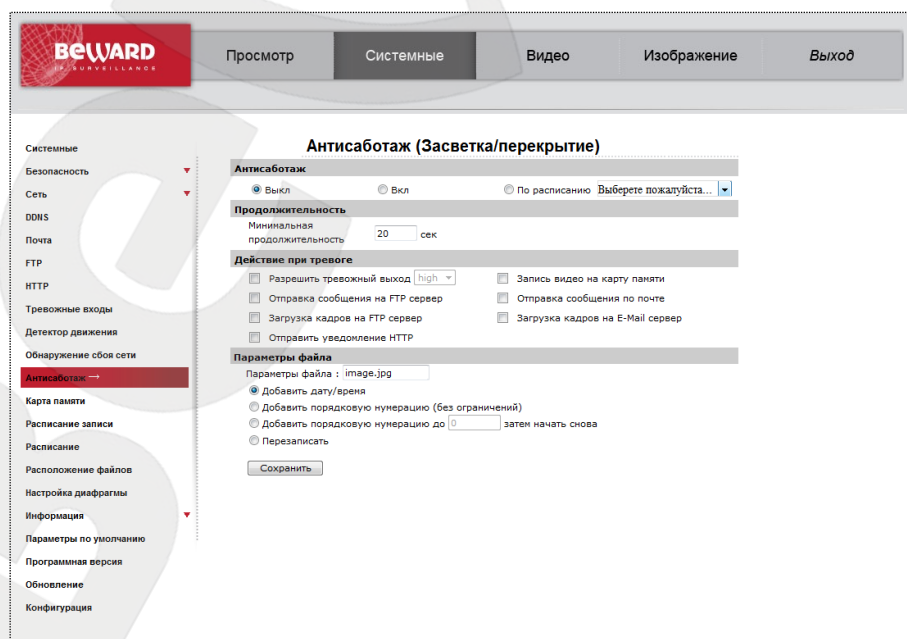 BEWARD
IP SURVEILLANCE
Просмотр
Системные
Видео
Изображение
Выход
Системные
Безопасность
Сеть
DDNS
Почта
FTP
HTTP
Тревожные входы
Детектор движения
Обнаружение сбоя сети
Антисаботаж →
Карта памяти
Расписание записи
Расписание
Расположение файлов
Настройка диафрагмы
Информация
Параметры по умолчанию
Программная версия
Обновление
Конфигурация
Антисаботаж (Засветка/перекрытие)
Антисаботаж
Выкл Вкл По расписанию Выберете пожалуйста...
Продолжительность
Минимальная
продолжительность 20 сек
Действие при тревоге
Разрешить тревожный выход high Запись видео на карту памяти
Отправка сообщения на FTP сервер Отправка сообщения по почте
Загрузка кадров на FTP сервер Загрузка кадров на E-Mail сервер
Отправить уведомление HTTP
Параметры файла
Параметры файла : image.jpg
Добавить дату/время
Добавить порядковую нумерацию (без ограничений)
Добавить порядковую нумерацию до 0 затем начать снова
Перезаписать
Сохранить